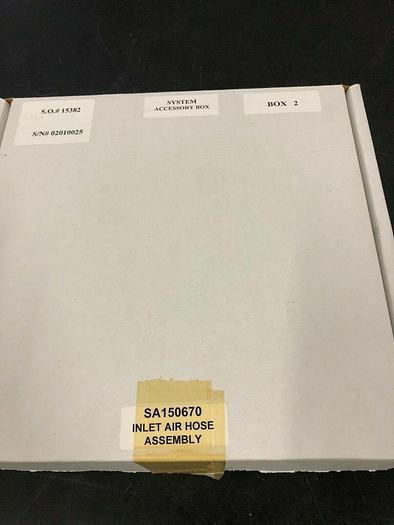 S.O.# 15382
S/N# 02010025
SYSTEM
ACCESSORY BOX
BOX 2
SA150670
INLET AIR HOSE
ASSEMBLY